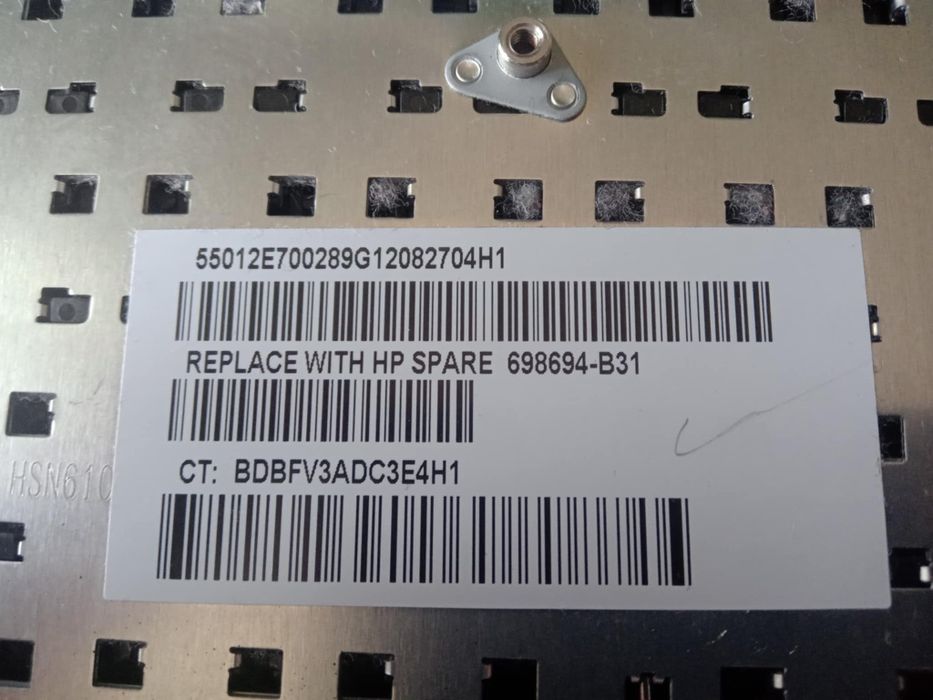 55012E700289G12082704H1
REPLACE WITH HP SPARE 698694-B31
CT: BDBFV3ADC3E4H1
HSN610